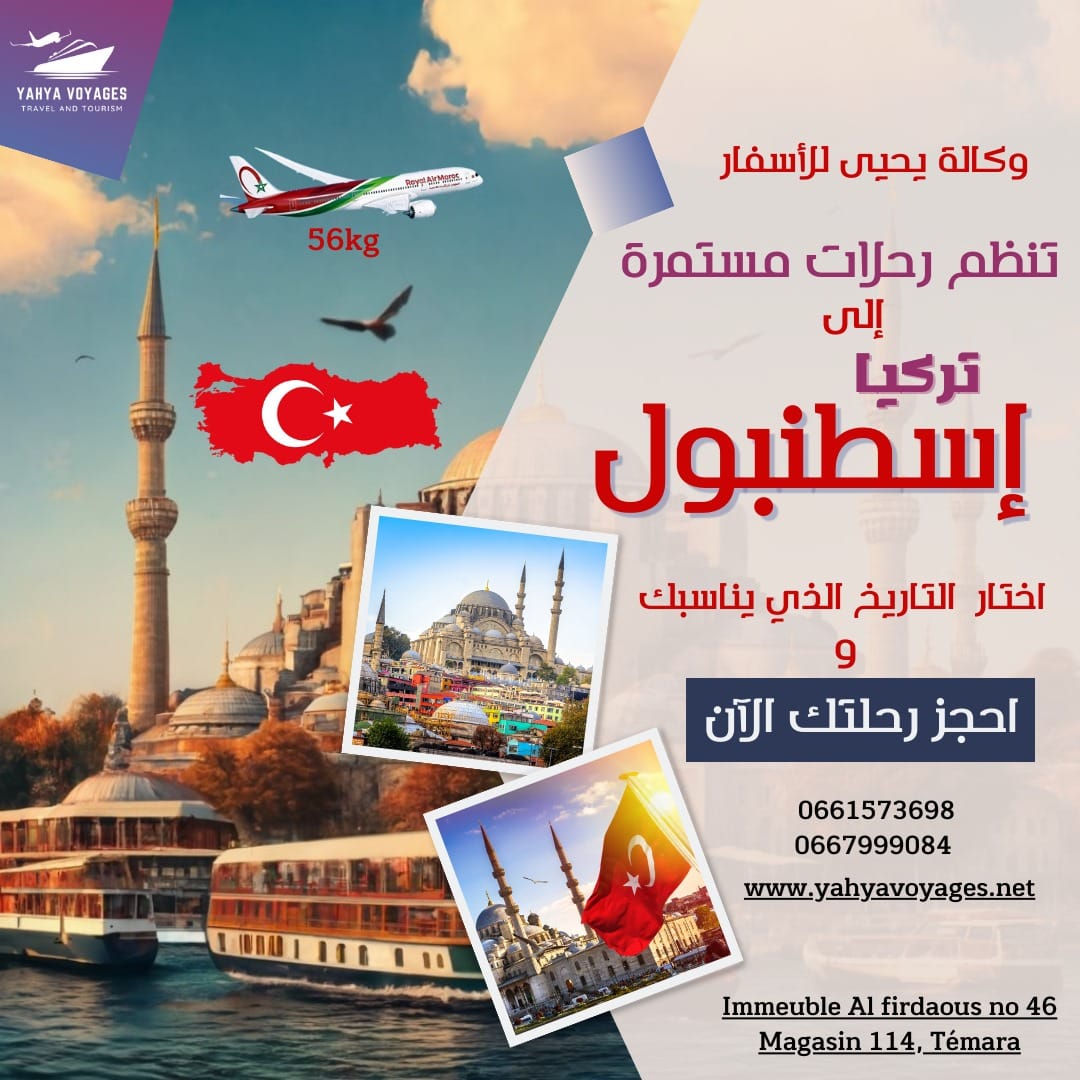 YAHYA VOYAGES
TRAVEL AND TOURISM
Royal Air Maroc
56kg
وكالة يحيى للأسفار
تنظم رحلات مستمرة
إلى
تركيا
إسطنبول
اختار التاريخ الذي يناسبك
و
احجز رحلتك الآن
0661573698
0667999084
www.yahyavoyages.net
Immeuble Al firdaous no 46
Magasin 114, Témara